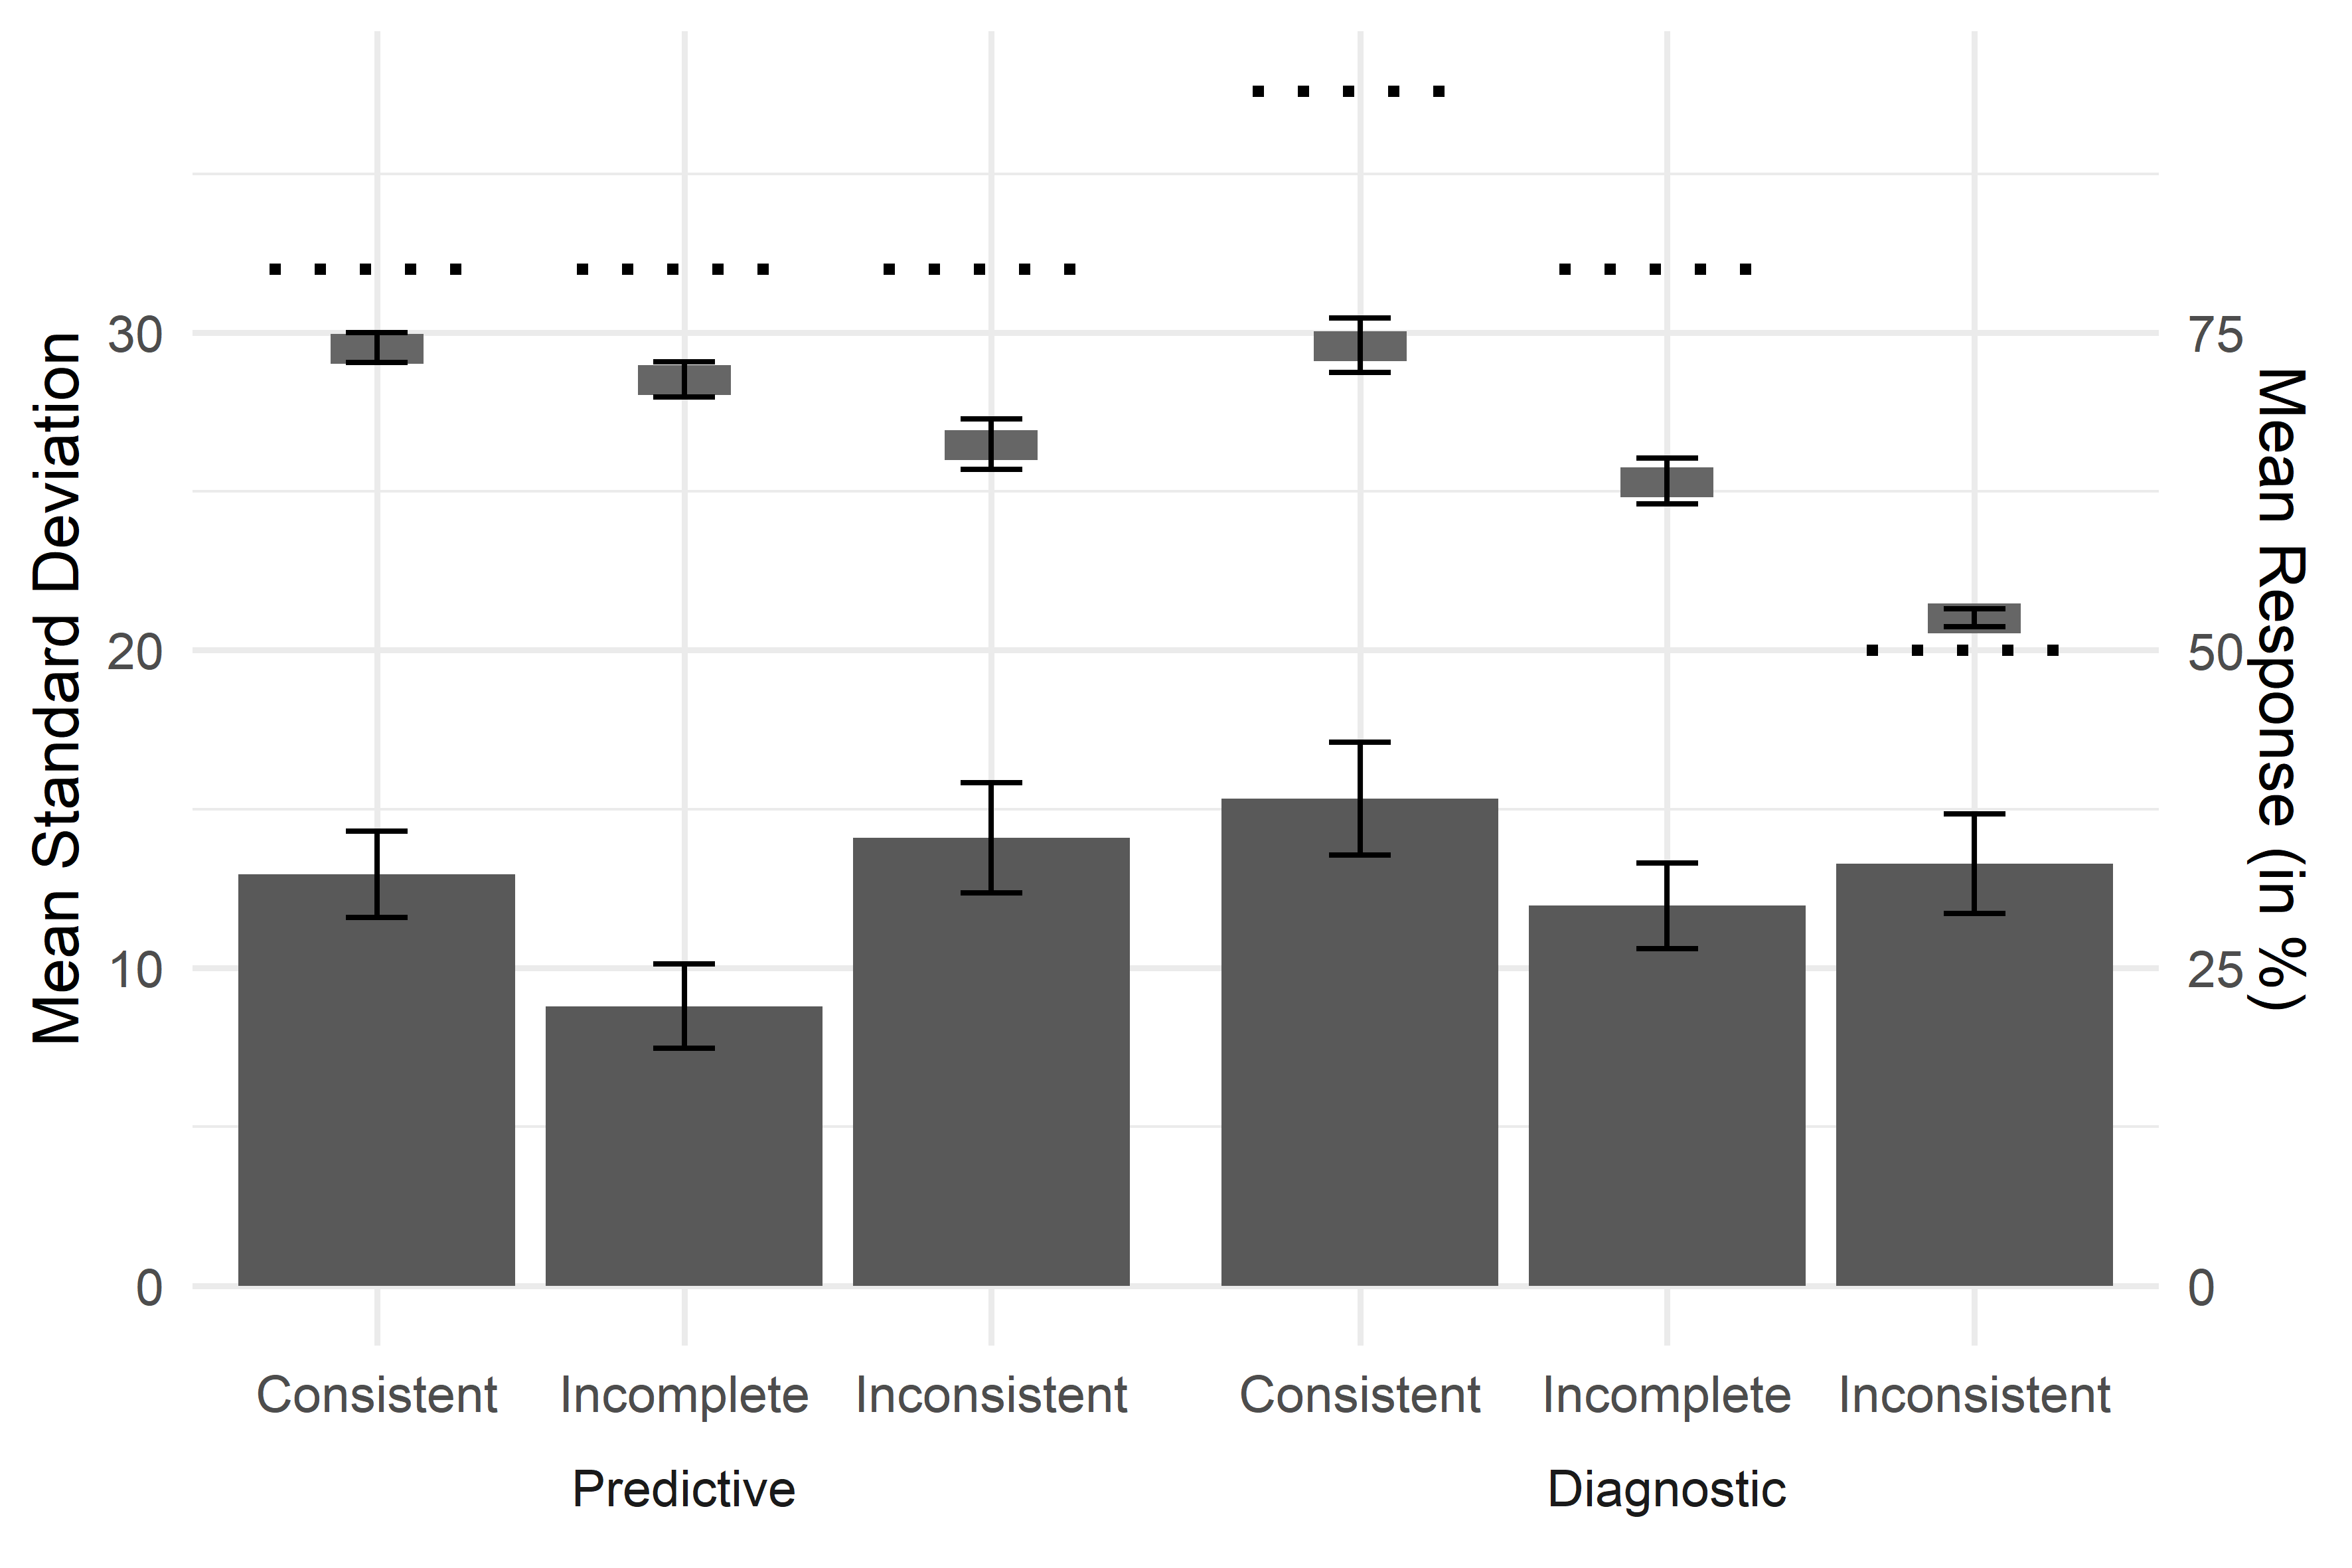 Mean Standard Deviation
30
20
10
0
75
50
25
0
Mean Response (in %)
Consistent Incomplete Inconsistent Consistent Incomplete Inconsistent
Predictive Diagnostic